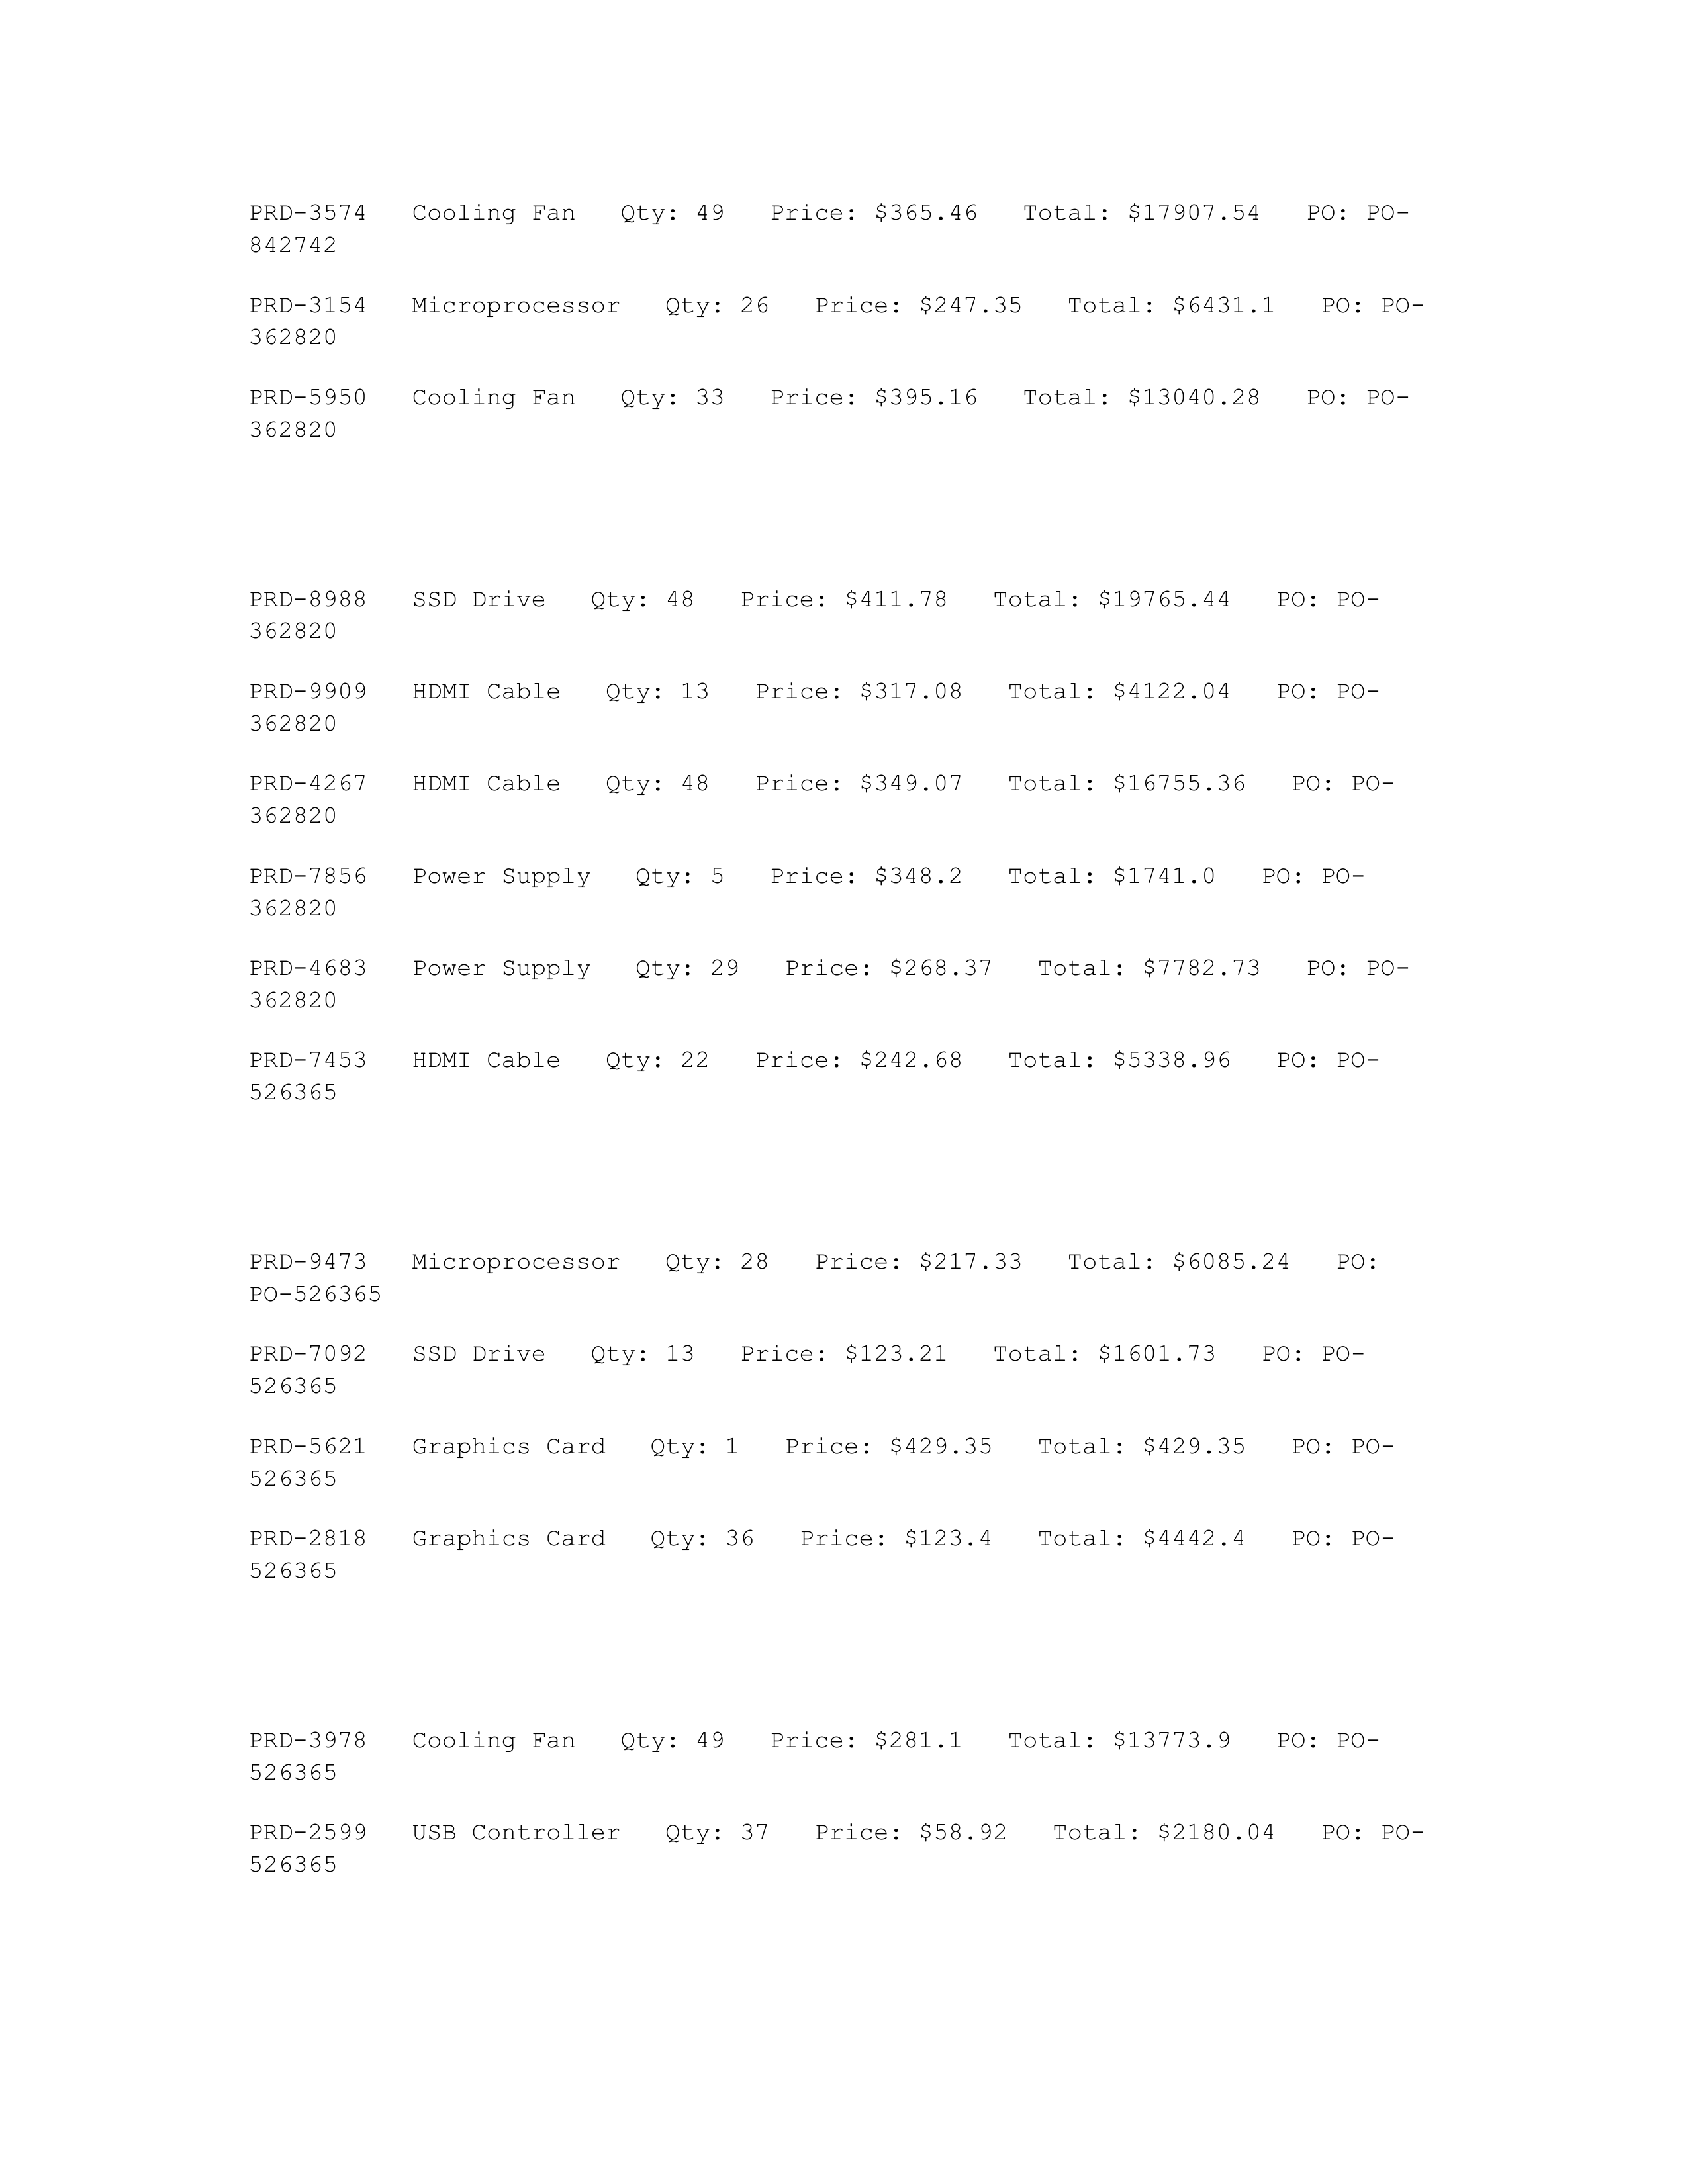 PRD-3574   Cooling Fan   Qty: 49   Price: $365.46   Total: $17907.54   PO: PO-
842742
PRD-3154   Microprocessor   Qty: 26   Price: $247.35   Total: $6431.1   PO: PO-
362820
PRD-5950   Cooling Fan   Qty: 33   Price: $395.16   Total: $13040.28   PO: PO-
362820
PRD-8988   SSD Drive   Qty: 48   Price: $411.78   Total: $19765.44   PO: PO-
362820
PRD-9909   HDMI Cable   Qty: 13   Price: $317.08   Total: $4122.04   PO: PO-
362820
PRD-4267   HDMI Cable   Qty: 48   Price: $349.07   Total: $16755.36   PO: PO-
362820
PRD-7856   Power Supply   Qty: 5   Price: $348.2   Total: $1741.0   PO: PO-
362820
PRD-4683   Power Supply   Qty: 29   Price: $268.37   Total: $7782.73   PO: PO-
362820
PRD-7453   HDMI Cable   Qty: 22   Price: $242.68   Total: $5338.96   PO: PO-
526365
PRD-9473   Microprocessor   Qty: 28   Price: $217.33   Total: $6085.24   PO:
PO-526365
PRD-7092   SSD Drive   Qty: 13   Price: $123.21   Total: $1601.73   PO: PO-
526365
PRD-5621   Graphics Card   Qty: 1   Price: $429.35   Total: $429.35   PO: PO-
526365
PRD-2818   Graphics Card   Qty: 36   Price: $123.4   Total: $4442.4   PO: PO-
526365
PRD-3978   Cooling Fan   Qty: 49   Price: $281.1   Total: $13773.9   PO: PO-
526365
PRD-2599   USB Controller   Qty: 37   Price: $58.92   Total: $2180.04   PO: PO-
526365